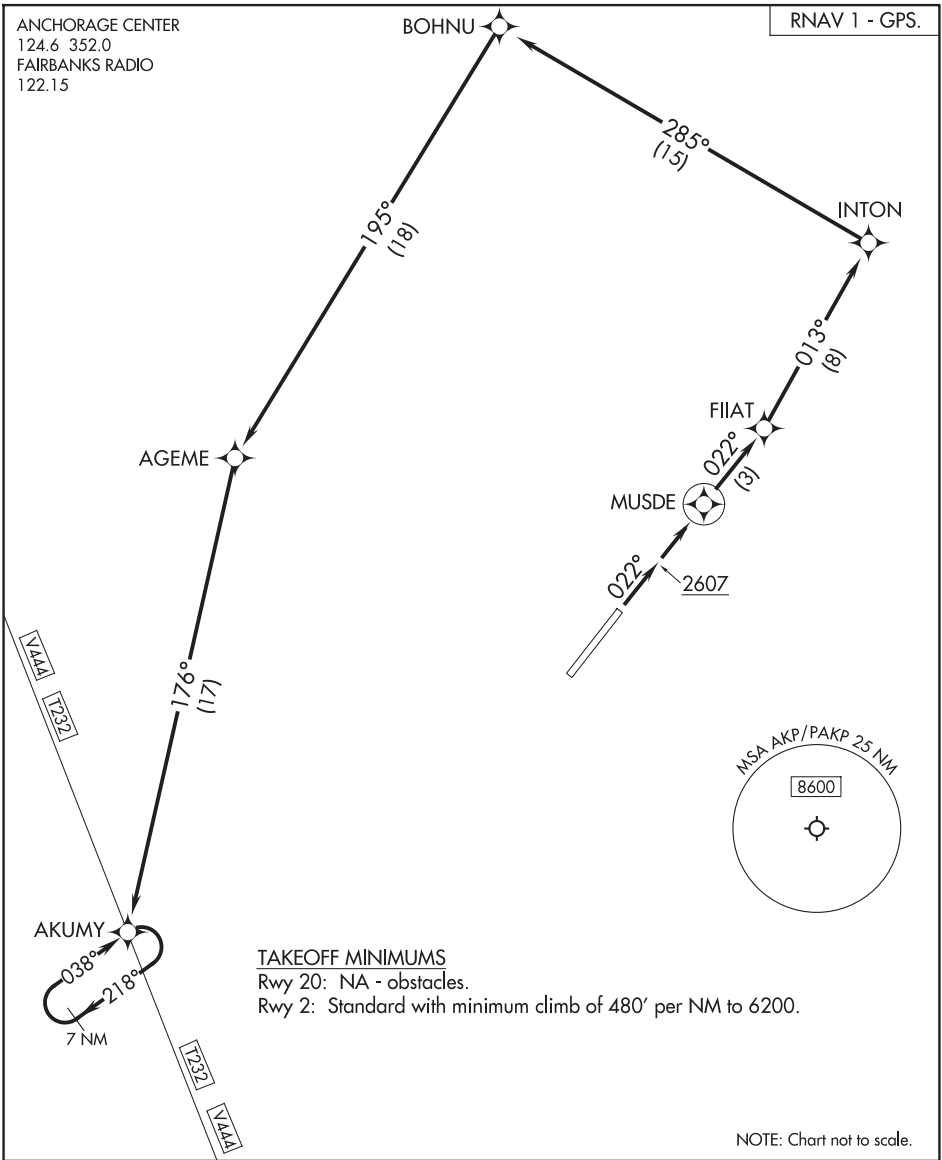 ANCHORAGE CENTER
124.6 352.0
FAIRBANKS RADIO
122.15
RNAV 1 - GPS.
BOHNU
285°
(15)
INTON
195°
(18)
013°
(8)
FIIAT
AGEME
022°
(3)
MUSDE
022°
2607
V444
T232
176°
(17)
MSA AKP/PAKP 25 NM
8600
AKUMY
038°
218°
7 NM
TAKEOFF MINIMUMS
Rwy 20: NA - obstacles.
Rwy 2: Standard with minimum climb of 480' per NM to 6200.
T232
V444
NOTE: Chart not to scale.